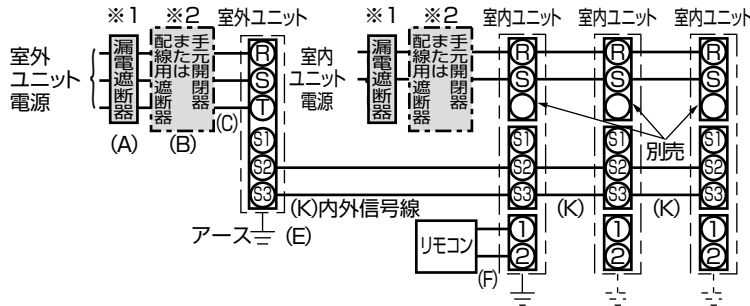 ※1 ※2 室外ユニット
室外
ユニット
電源
漏電遮断器
手元開閉器
または
配線用遮断器
(A)
(B)
(C)
R
S
T
S1
S2
S3
アース
(E)
(K)内外信号線
※1 ※2 室内ユニット 室内ユニット 室内ユニット
室内
ユニット
電源
漏電遮断器
手元開閉器
または
配線用遮断器
R
S
S1
S2
S3
1
2
R
S
S1
S2
S3
1
2
R
S
S1
S2
S3
1
2
別売
(K)
(K)
リモコン
(F)